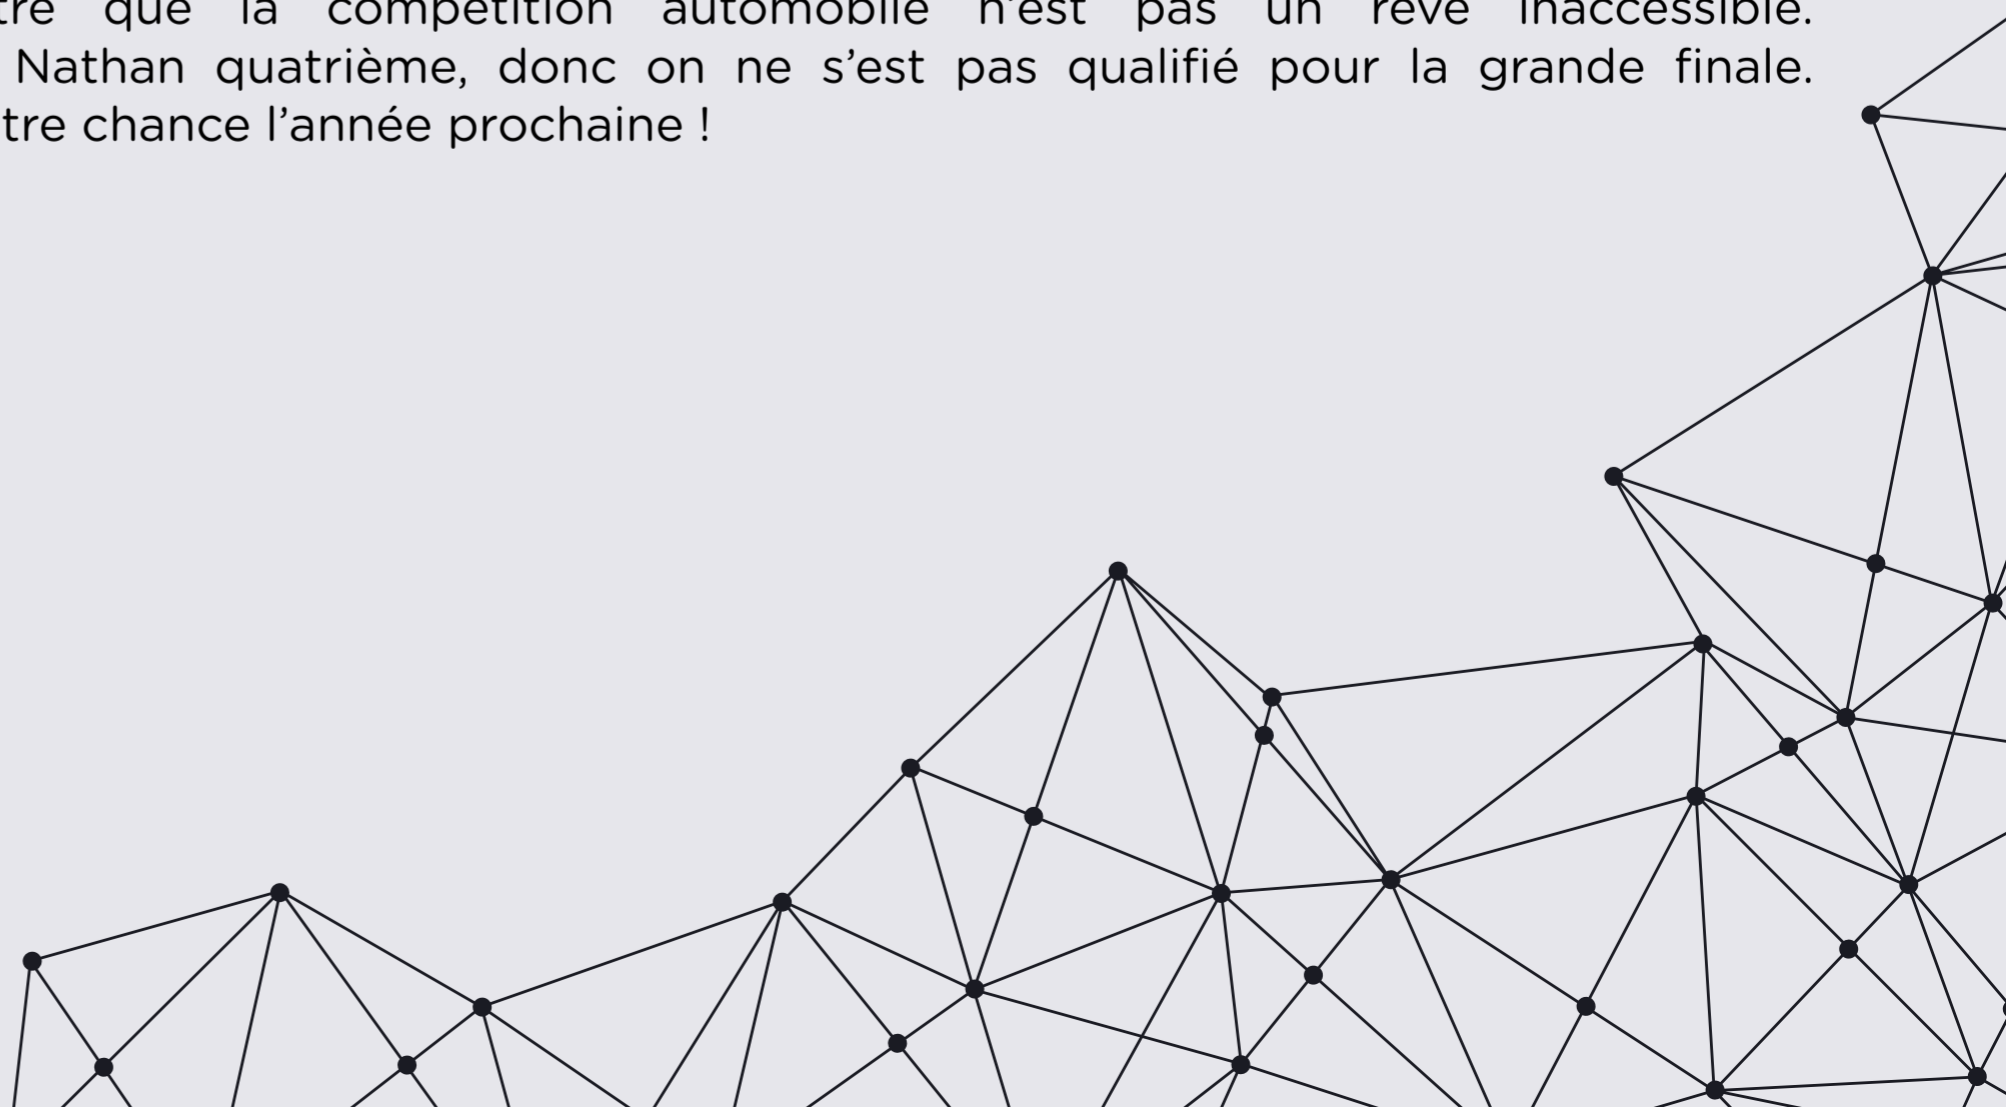 que la compétition automobile n'est pas un rêve inaccessible.
Nathan quatrième, donc on ne s'est pas qualifié pour la grande finale.
chance l'année prochaine !